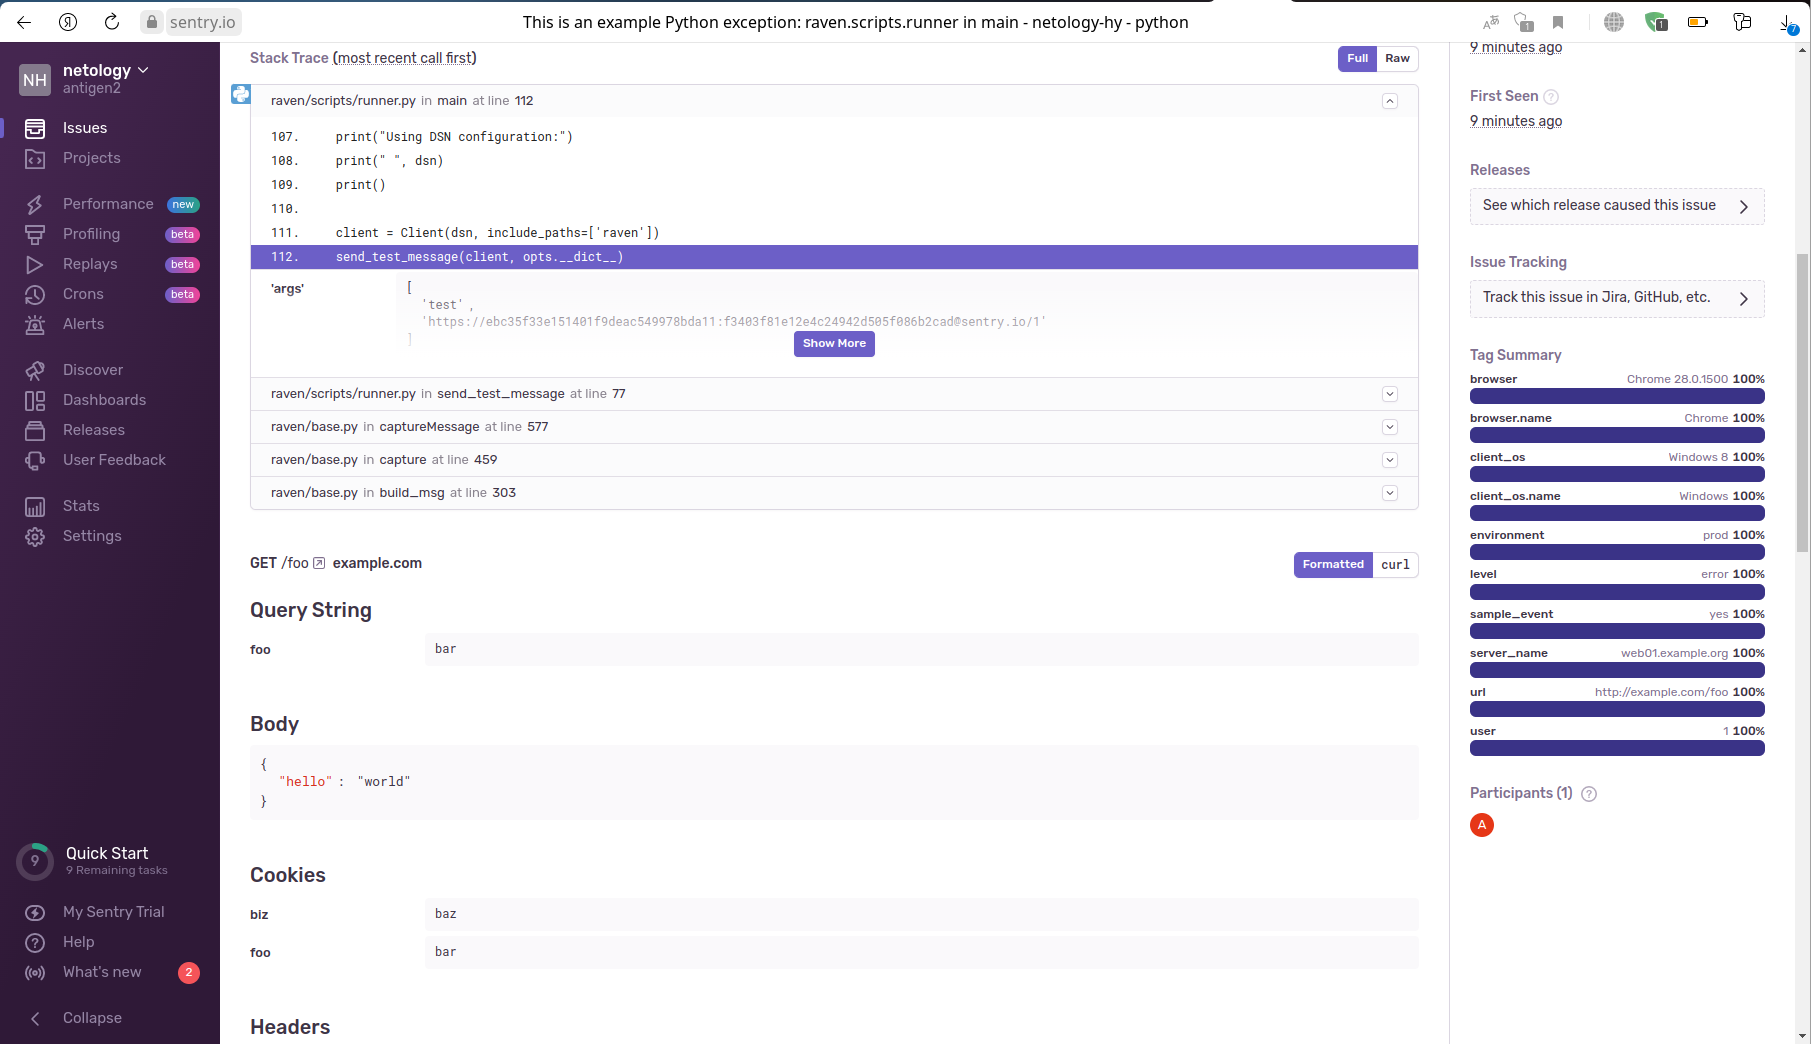 sentry.io
This is an example Python exception: raven.scripts.runner in main - netology-hy - python
1
1
7
NH
netology
antigen2
Issues
Projects
Performance new
Profiling beta
Replays beta
Crons beta
Alerts
Discover
Dashboards
Releases
User Feedback
Stats
Settings
9
Quick Start
9 Remaining tasks
My Sentry Trial
Help
What's new 2
Collapse
Stack Trace (most recent call first)
Full Raw
raven/scripts/runner.py in main at line 112
107. print("Using DSN configuration:")
108. print(" ", dsn)
109. print()
110.
111. client = Client(dsn, include_paths=['raven'])
112. send_test_message(client, opts.__dict__)
'args'
[
'test' ,
'https://ebc35f33e151401f9deac549978bda11:f3403f81e12e4c24942d505f086b2cad@sentry.io/1'
]
Show More
raven/scripts/runner.py in send_test_message at line 77
raven/base.py in captureMessage at line 577
raven/base.py in capture at line 459
raven/base.py in build_msg at line 303
GET /foo example.com
Formatted curl
Query String
foo bar
Body
{
"hello" : "world"
}
Cookies
biz baz
foo bar
Headers
9 minutes ago
First Seen ?
9 minutes ago
Releases
See which release caused this issue
Issue Tracking
Track this issue in Jira, GitHub, etc.
Tag Summary
browser Chrome 28.0.1500 100%
browser.name Chrome 100%
client_os Windows 8 100%
client_os.name Windows 100%
environment prod 100%
level error 100%
sample_event yes 100%
server_name web01.example.org 100%
url http://example.com/foo 100%
user 1 100%
Participants (1) ?
A